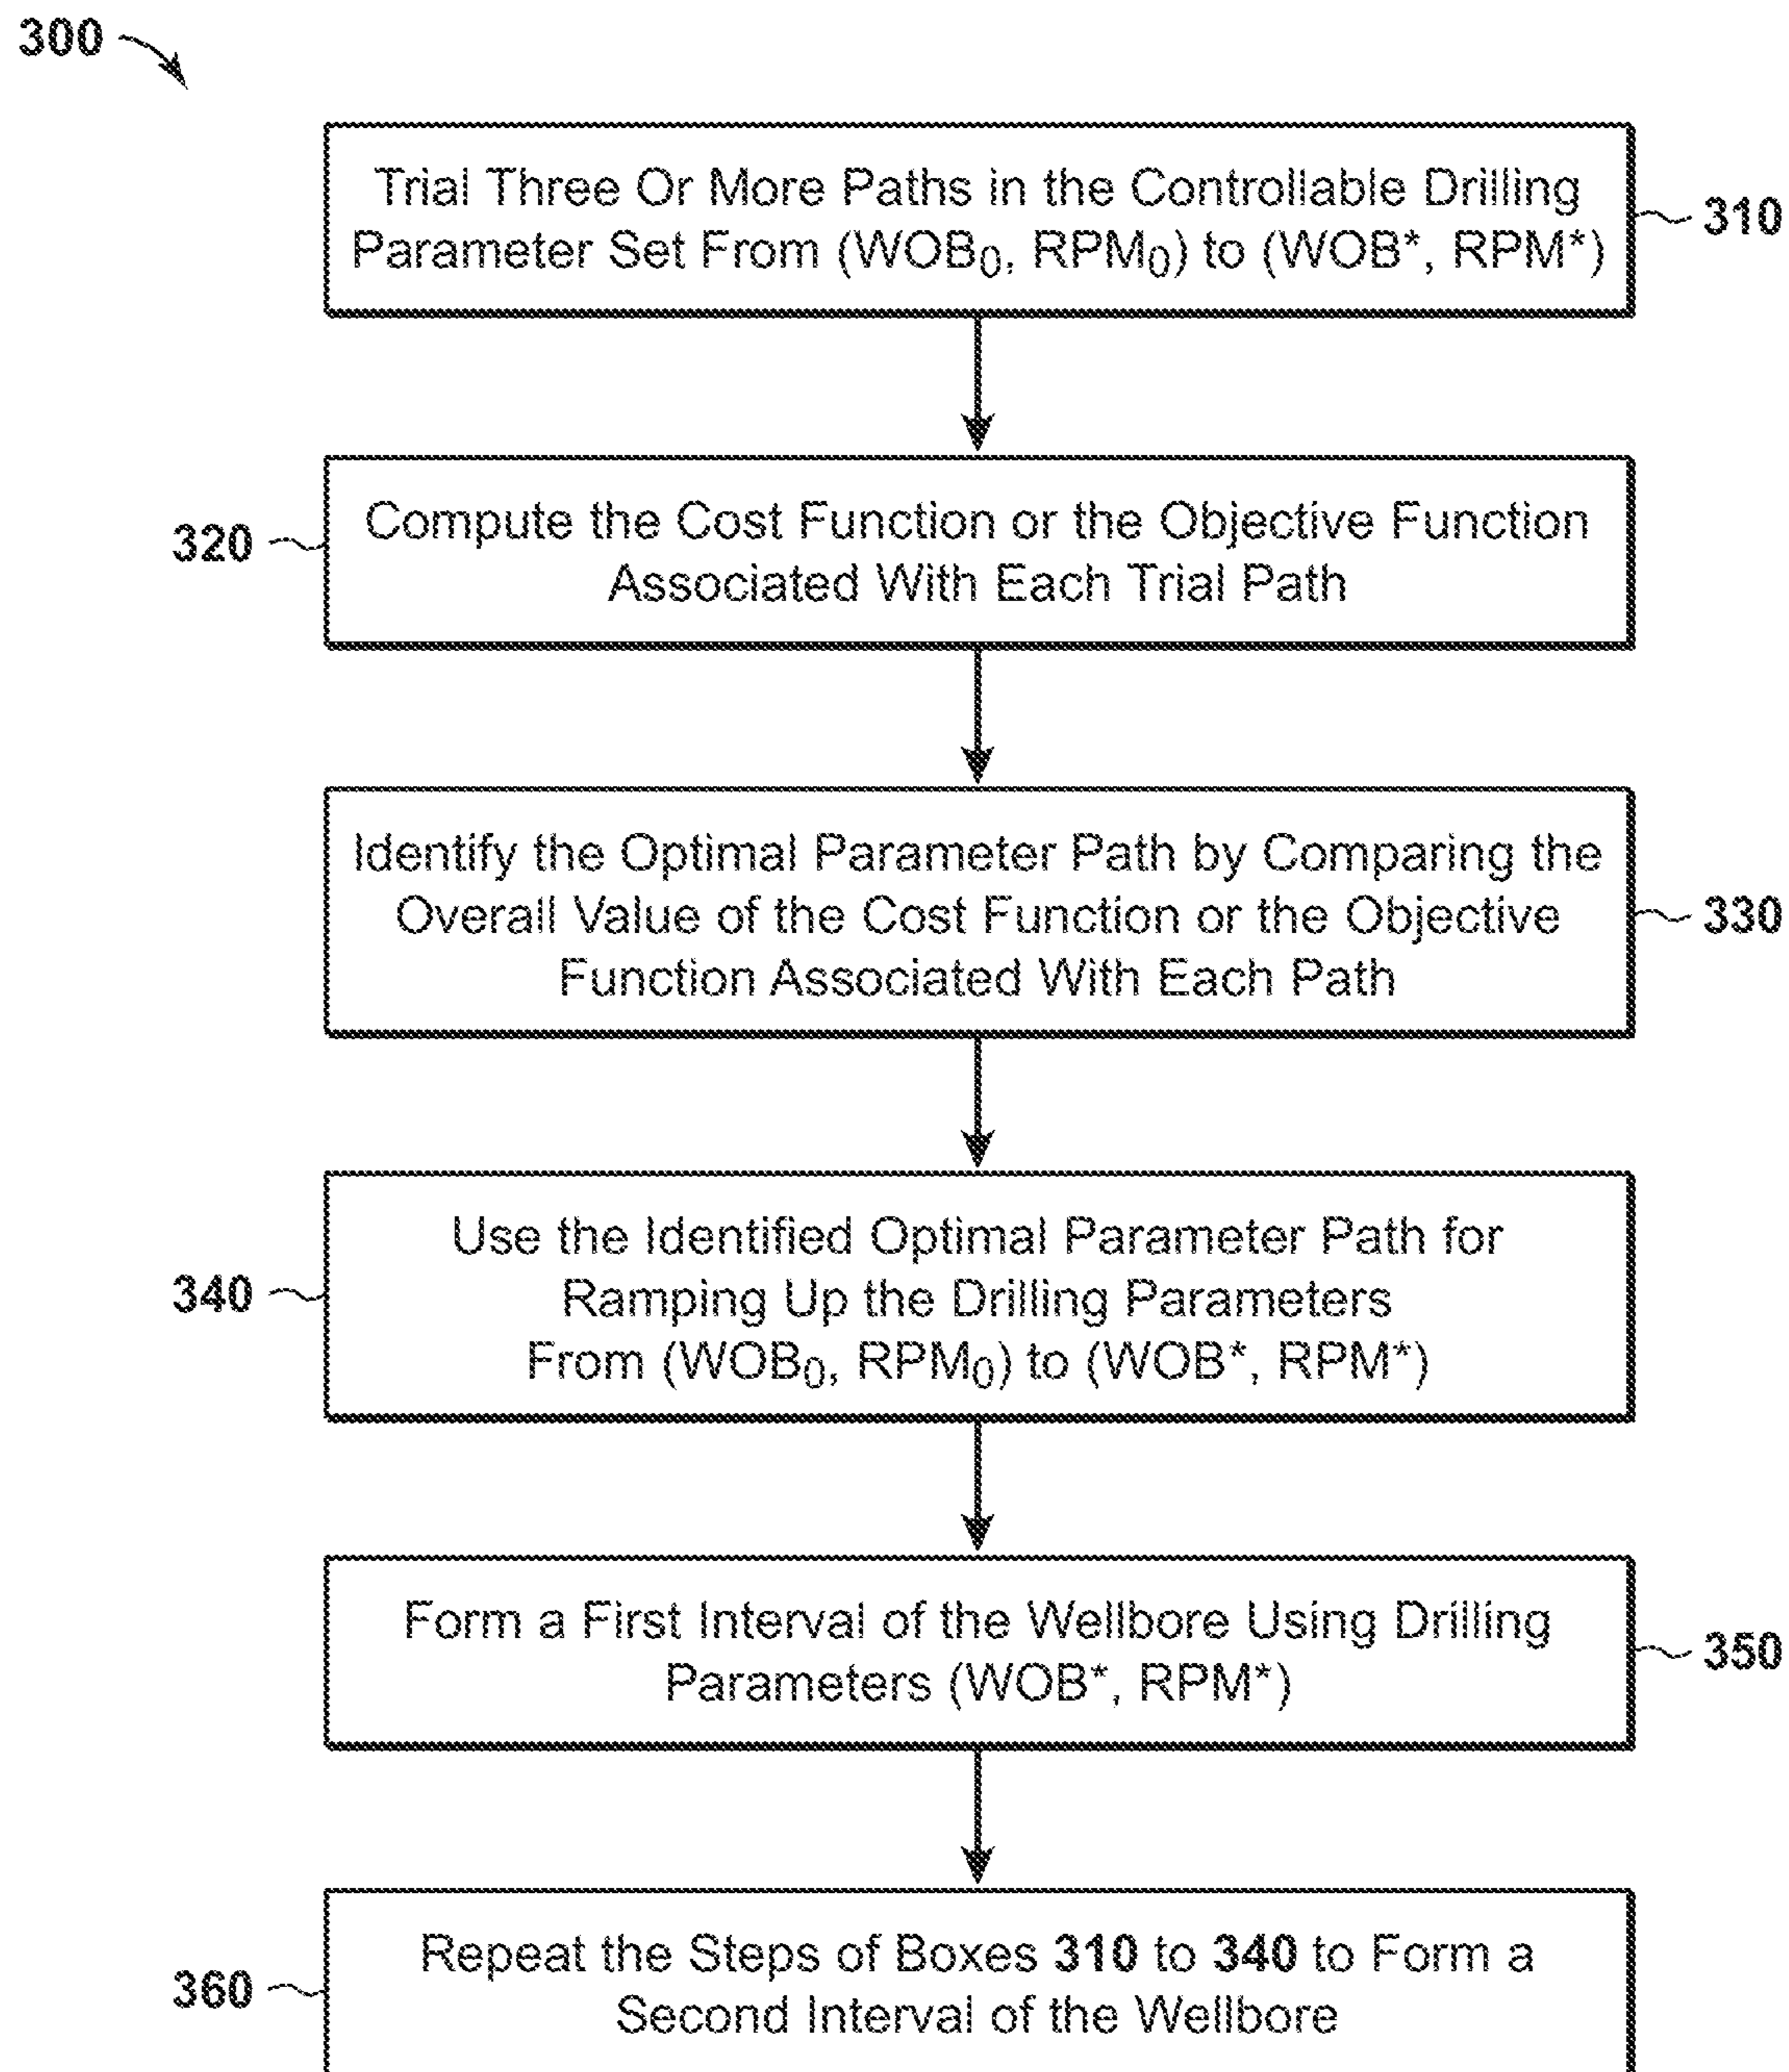 300
Trial Three Or More Paths in the Controllable Drilling
Parameter Set From (WOB₀, RPM₀) to (WOB*, RPM*)
310
Compute the Cost Function or the Objective Function
Associated With Each Trial Path
320
Identify the Optimal Parameter Path by Comparing the
Overall Value of the Cost Function or the Objective
Function Associated With Each Path
330
Use the Identified Optimal Parameter Path for
Ramping Up the Drilling Parameters
From (WOB₀, RPM₀) to (WOB*, RPM*)
340
Form a First Interval of the Wellbore Using Drilling
Parameters (WOB*, RPM*)
350
Repeat the Steps of Boxes 310 to 340 to Form a
Second Interval of the Wellbore
360